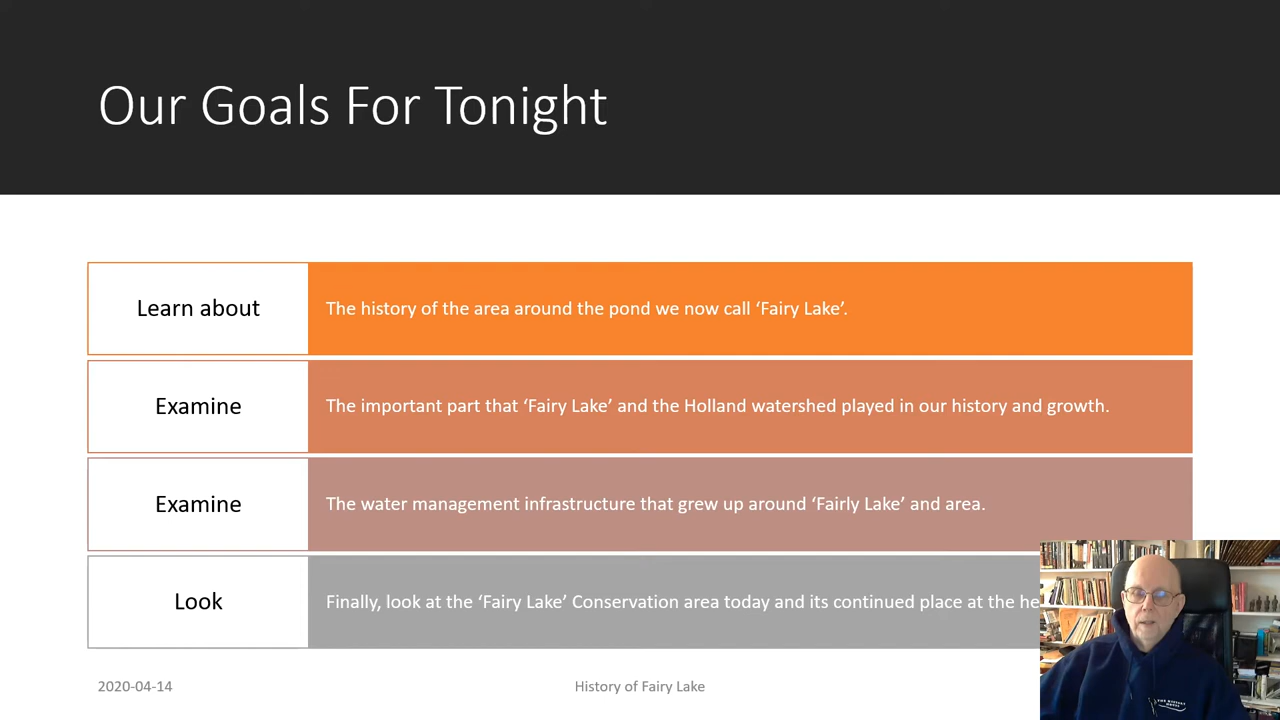 Our Goals For Tonight
Learn about
The history of the area around the pond we now call ‘Fairy Lake’.
Examine
The important part that ‘Fairy Lake’ and the Holland watershed played in our history and growth.
Examine
The water management infrastructure that grew up around ‘Fairly Lake’ and area.
Look
Finally, look at the ‘Fairy Lake’ Conservation area today and its continued place at the
2020-04-14
History of Fairy Lake
THE HISTORY